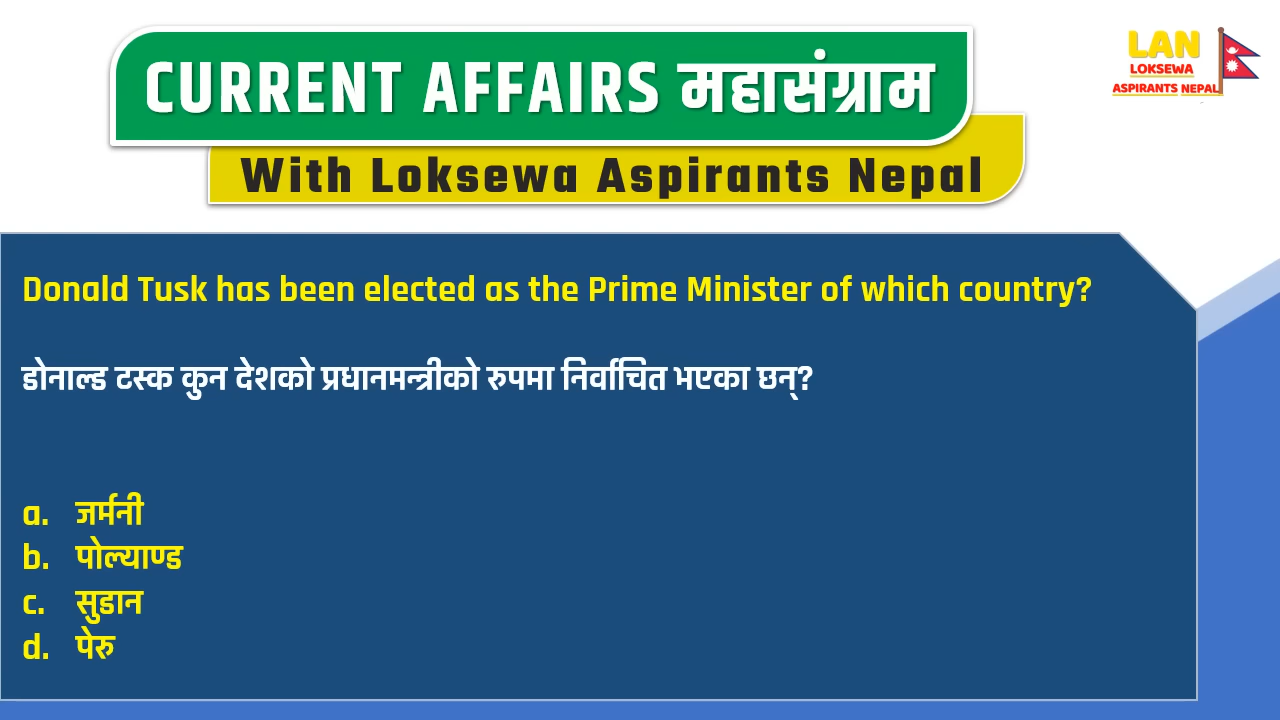 CURRENT AFFAIRS महासंग्राम
With Loksewa Aspirants Nepal
LAN
LOKSEWA
ASPIRANTS NEPAL
Donald Tusk has been elected as the Prime Minister of which country?
डोनाल्ड टस्क कुन देशको प्रधानमन्त्रीको रुपमा निर्वाचित भएका छन्?
a. जर्मनी
b. पोल्याण्ड
c. सुडान
d. पेरु